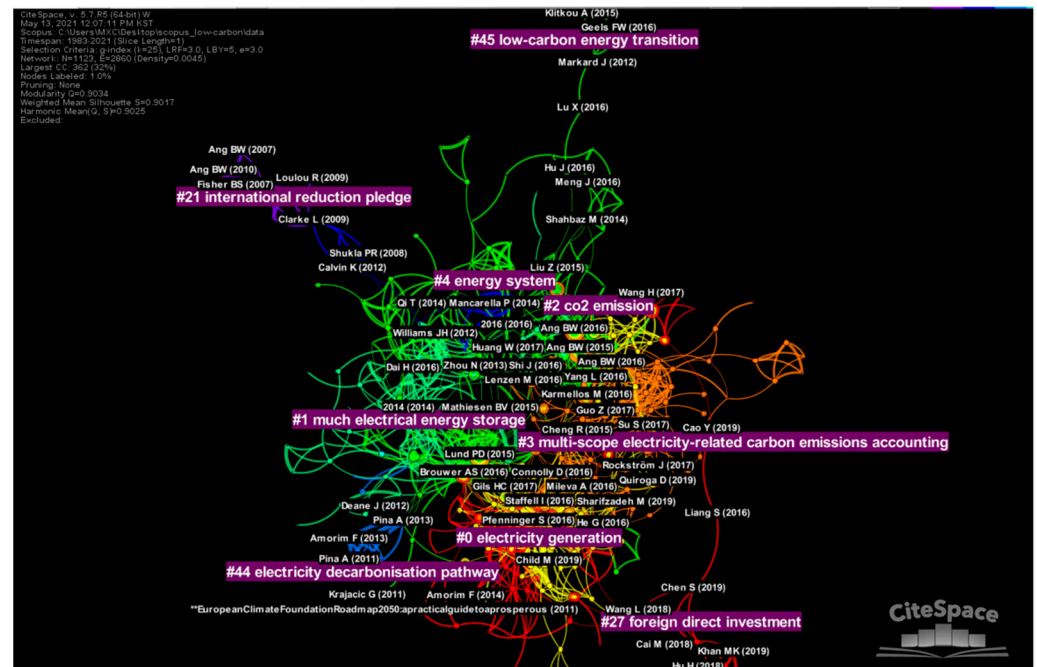 CiteSpace, v. 5.7.R5 (64-bit) W
May 13, 2021 12:07:11 PM KST
Scopus: C:\Users\MXC\Desktop\scopus_low-carbon\data
Timespan: 1983-2021 (Slice Length=1)
Selection Criteria: g-index (k=25), LRF=3.0, LBY=5, e=3.0
Network: N=1123, E=2860 (Density=0.0045)
Largest CC: 362 (32%)
Nodes Labeled: 1.0%
Pruning: None
Modularity Q=0.9034
Weighted Mean Silhouette S=0.9017
Harmonic Mean(Q, S)=0.9025
Excluded:
Klitkou A (2015)
Geels FW (2016)
#45 low-carbon energy transition
Markard J (2012)
Lu X (2016)
Ang BW (2007)
Ang BW (2010)
Hu J (2016)
Loulou R (2009)
Fisher BS (2007)
Meng J (2016)
#21 international reduction pledge
Clarke L (2009)
Shahbaz M (2014)
Shukla PR (2008)
Calvin K (2012)
Liu Z (2015)
#4 energy system
Wang H (2017)
Qi T (2014)
Mancarella P (2014)
#2 co2 emission
2016 (2016)
Ang BW (2016)
Williams JH (2012)
Huang W (2017)
Ang BW (2015)
Ang BW (2016)
Dai H (2016)
Zhou N (2013)
Shi J (2016)
Lenzen M (2016)
Yang L (2016)
Karmellos M (2016)
2014 (2014)
Mathiesen BV (2015)
Guo Z (2017)
#1 much electrical energy storage
Su S (2017)
Cheng R (2015)
Cao Y (2019)
#3 multi-scope electricity-related carbon emissions accounting
Lund PD (2015)
Rockström J (2017)
Brouwer AS (2016)
Connolly D (2016)
Quiroga D (2019)
Gils HC (2017)
Mileva A (2016)
Staffell I (2016)
Sharifzadeh M (2019)
Deane J (2012)
Liang S (2016)
Pina A (2013)
Pfenninger S (2016)
He G (2016)
Amorim F (2013)
#0 electricity generation
Pina A (2011)
Child M (2019)
#44 electricity decarbonisation pathway
Chen S (2019)
Krajacic G (2011)
Amorim F (2014)
**EuropeanClimateFoundationRoadmap2050:apracticalguidetoaprosperous (2011)
Wang L (2018)
#27 foreign direct investment
CiteSpace
Cai M (2018)
Khan MK (2019)
Hu H (2018)